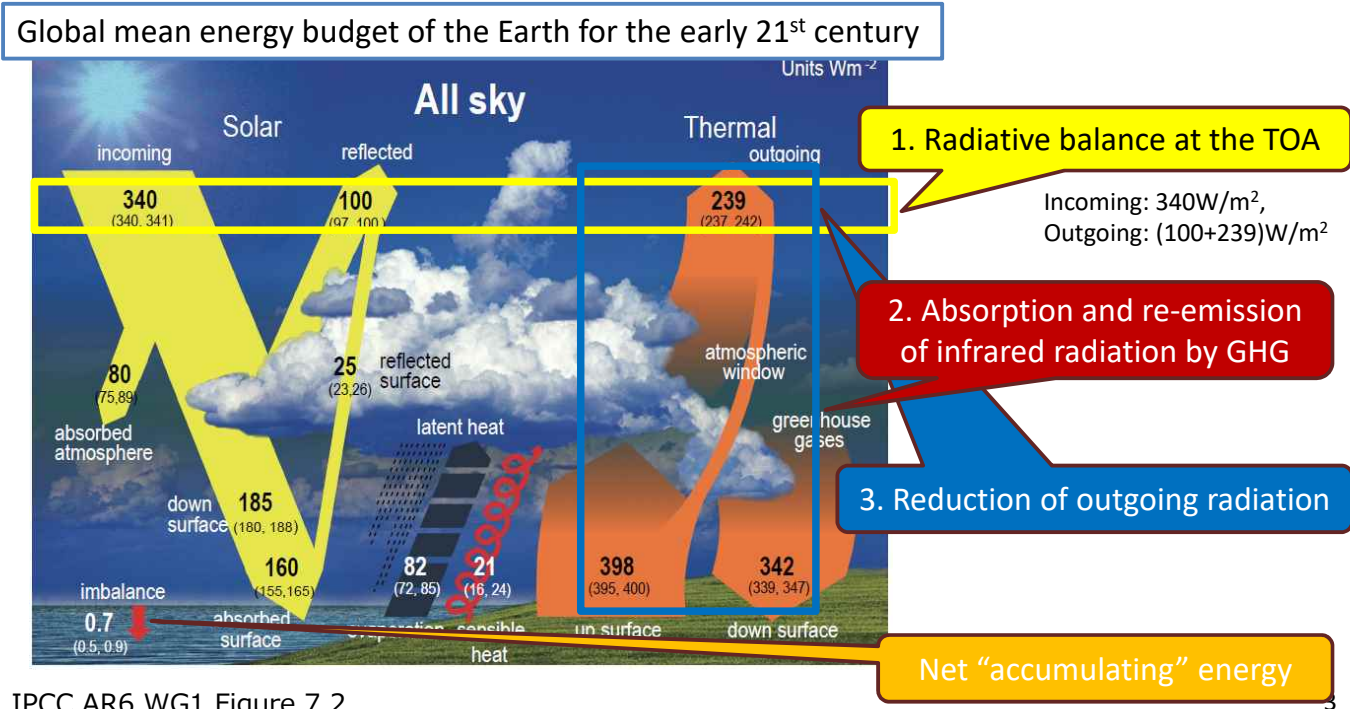 Global mean energy budget of the Earth for the early 21st century
Units Wm-2
All sky
Solar
Thermal
incoming
reflected
outgoing
340
(340, 341)
100
(97, 100)
239
(237, 242)
1. Radiative balance at the TOA
Incoming: 340W/m2,
Outgoing: (100+239)W/m2
2. Absorption and re-emission
of infrared radiation by GHG
3. Reduction of outgoing radiation
80
(75,89)
absorbed
atmosphere
25
(23,26)
reflected
surface
atmospheric
window
greenhouse
gases
latent heat
down
surface
185
(180, 188)
160
(155,165)
82
(72, 85)
21
(16, 24)
398
(395, 400)
342
(339, 347)
imbalance
0.7
(0.5, 0.9)
absorbed
surface
evaporation
sensible
heat
up surface
down surface
Net “accumulating” energy
IPCC AR6 WG1 Figure 7.2
3